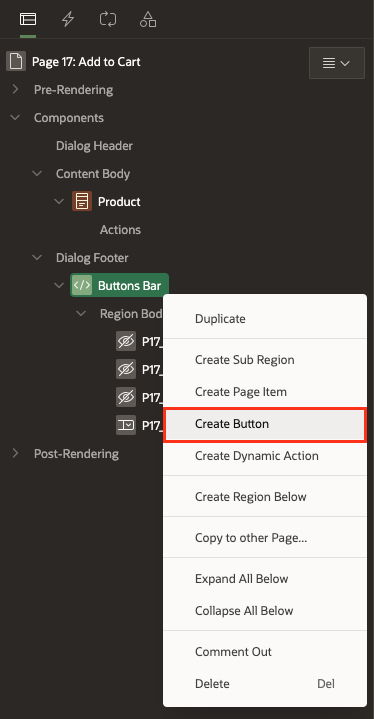 Page 17: Add to Cart
Pre-Rendering
Components
Dialog Header
Content Body
Product
Actions
Dialog Footer
Buttons Bar
Region Bod
P17_
P17_
P17_
P17_
Post-Rendering
Duplicate
Create Sub Region
Create Page Item
Create Button
Create Dynamic Action
Create Region Below
Copy to other Page...
Expand All Below
Collapse All Below
Comment Out
Delete Del